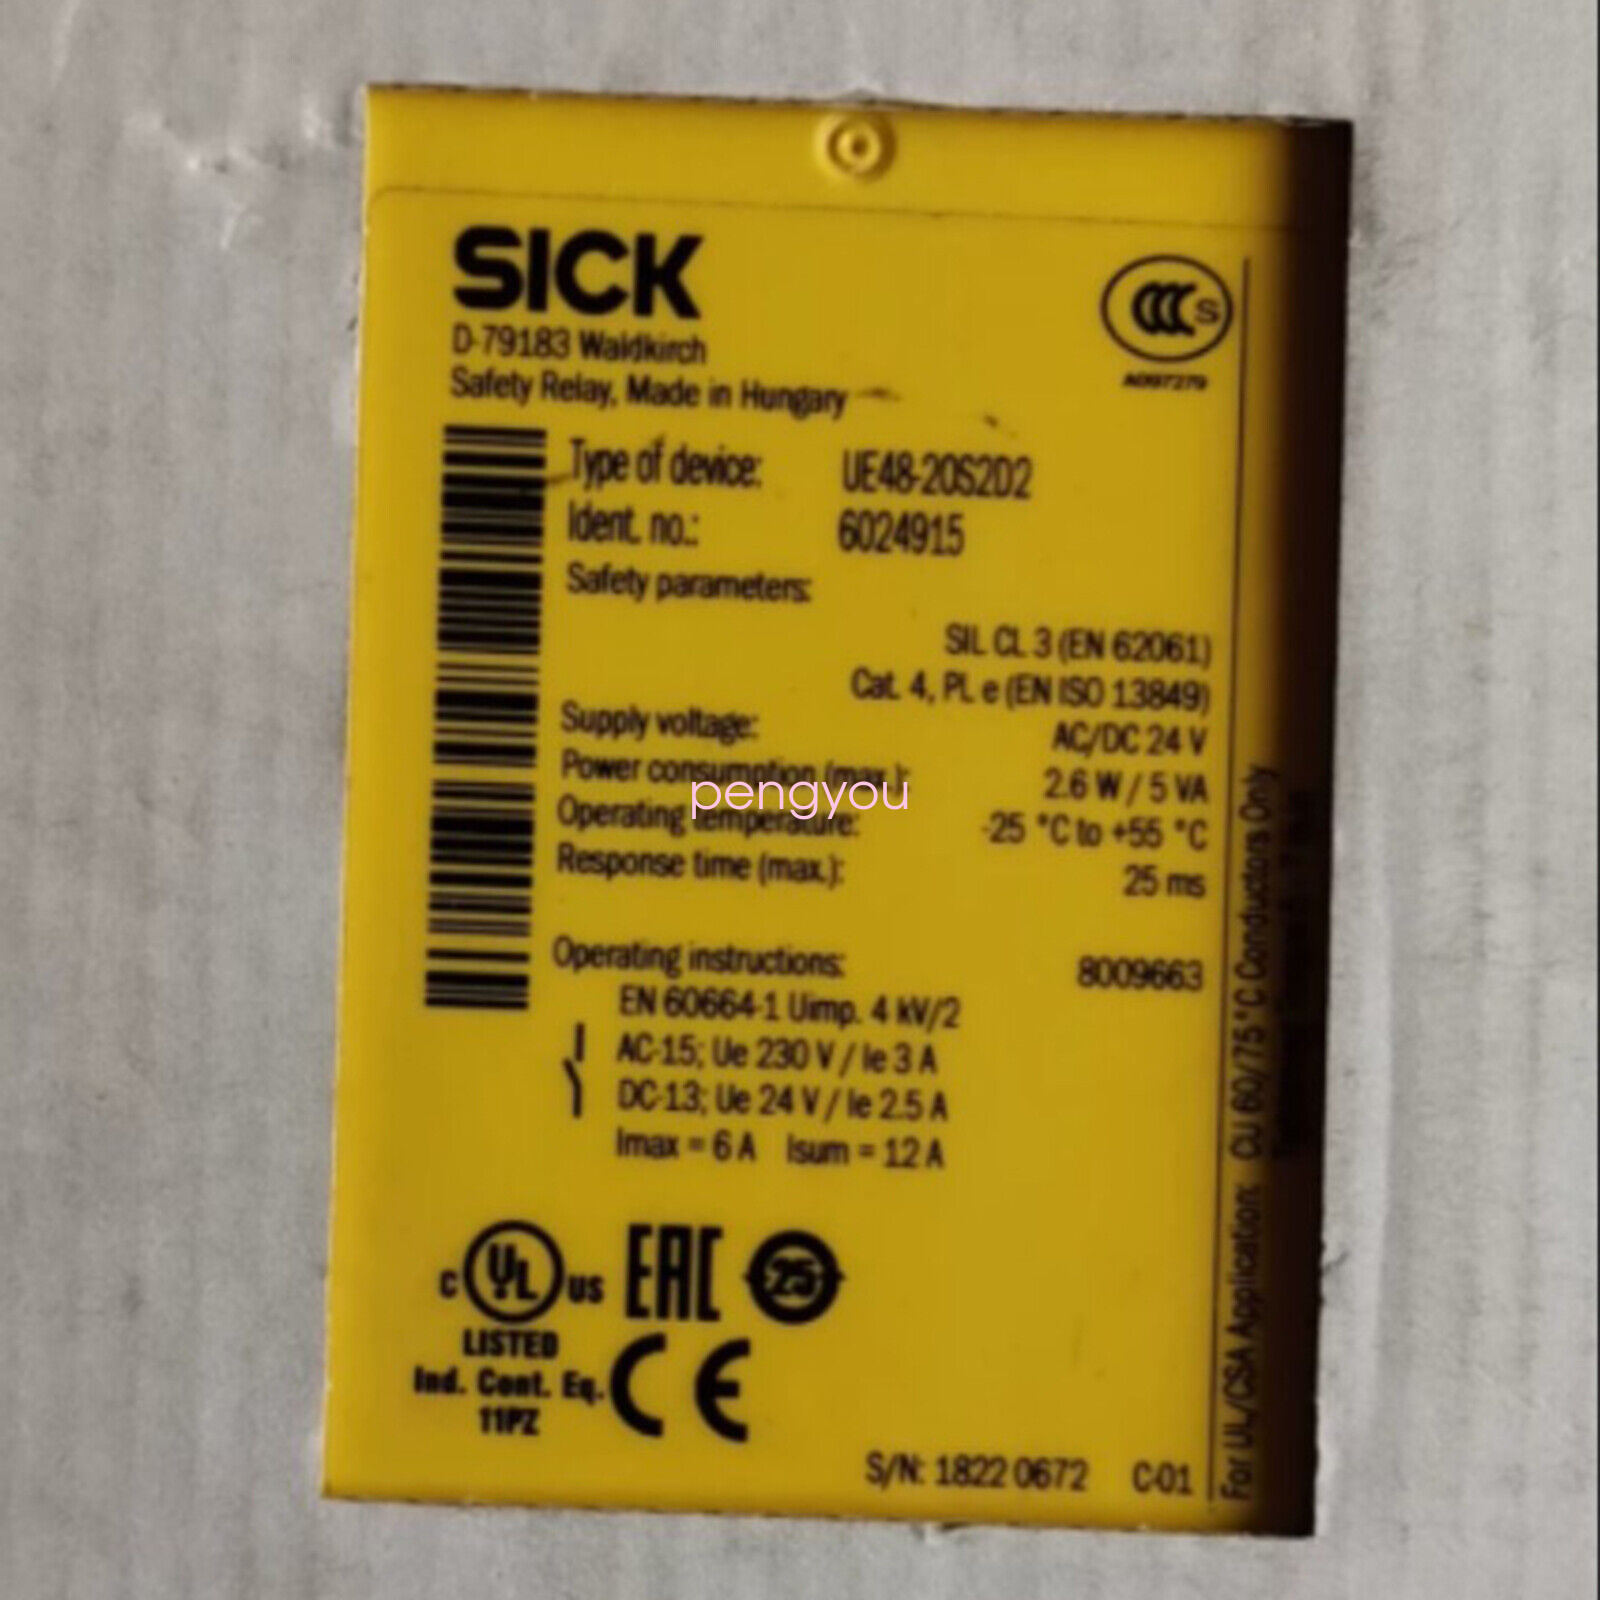 SICK
D-79183 Waldkirch
Safety Relay, Made in Hungary
CCC S
A097279
Type of device: UE48-20S2D2
Ident. no.: 6024915
Safety parameters:
SIL CL 3 (EN 62061)
Cat. 4, PL e (EN ISO 13849)
Supply voltage: AC/DC 24 V
Power consumption (max.): 2.6 W / 5 VA
pengyou
Operating temperature: -25 °C to +55 °C
Response time (max.): 25 ms
Operating instructions: 8009663
EN 60664-1 Uimp. 4 kV/2
AC-15; Ue 230 V / Ie 3 A
DC-13; Ue 24 V / Ie 2.5 A
Imax = 6 A Isum = 12 A
C UL US EAC 25
LISTED
Ind. Cont. Eq. CE
11PZ
S/N: 1822 0672 C-01
For UL/CSA Application: CU 60/75°C Conductors Only